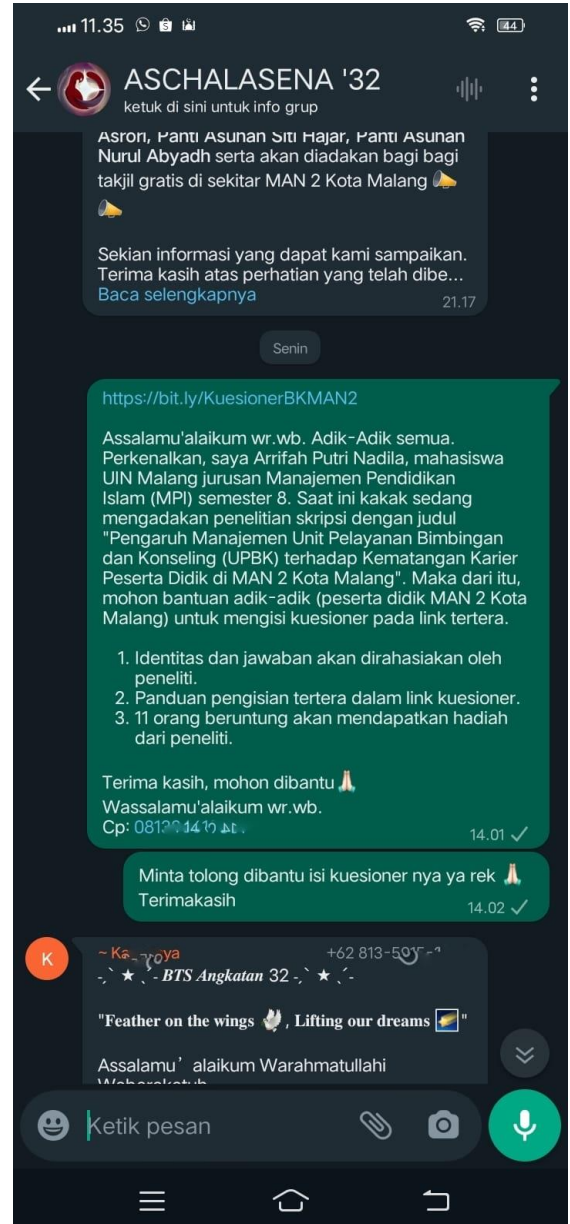 11.35
44
ASCHALASENA '32
ketuk di sini untuk info grup
Asrori, Panti Asuhan Siti Hajar, Panti Asuhan
Nurul Abyadh serta akan diadakan bagi bagi
takjil gratis di sekitar MAN 2 Kota Malang 📣
📣
Sekian informasi yang dapat kami sampaikan.
Terima kasih atas perhatian yang telah dibe...
Baca selengkapnya
21.17
Senin
https://bit.ly/KuesionerBKMAN2
Assalamu'alaikum wr.wb. Adik-Adik semua.
Perkenalkan, saya Arrifah Putri Nadila, mahasiswa
UIN Malang jurusan Manajemen Pendidikan
Islam (MPI) semester 8. Saat ini kakak sedang
mengadakan penelitian skripsi dengan judul
"Pengaruh Manajemen Unit Pelayanan Bimbingan
dan Konseling (UPBK) terhadap Kematangan Karier
Peserta Didik di MAN 2 Kota Malang". Maka dari itu,
mohon bantuan adik-adik (peserta didik MAN 2 Kota
Malang) untuk mengisi kuesioner pada link tertera.
1. Identitas dan jawaban akan dirahasiakan oleh
peneliti.
2. Panduan pengisian tertera dalam link kuesioner.
3. 11 orang beruntung akan mendapatkan hadiah
dari peneliti.
Terima kasih, mohon dibantu 🙏🏻
Wassalamu'alaikum wr.wb.
Cp:
14.01
Minta tolong dibantu isi kuesioner nya ya rek 🙏🏻
Terimakasih
14.02
K
+62 813-
-ˏˋ ★ ˎˊ- BTS Angkatan 32 -ˏˋ ★ ˎˊ-
"Feather on the wings 🕊️, Lifting our dreams 🌠"
Assalamu'alaikum Warahmatullahi
Wabarakatuh
Ketik pesan